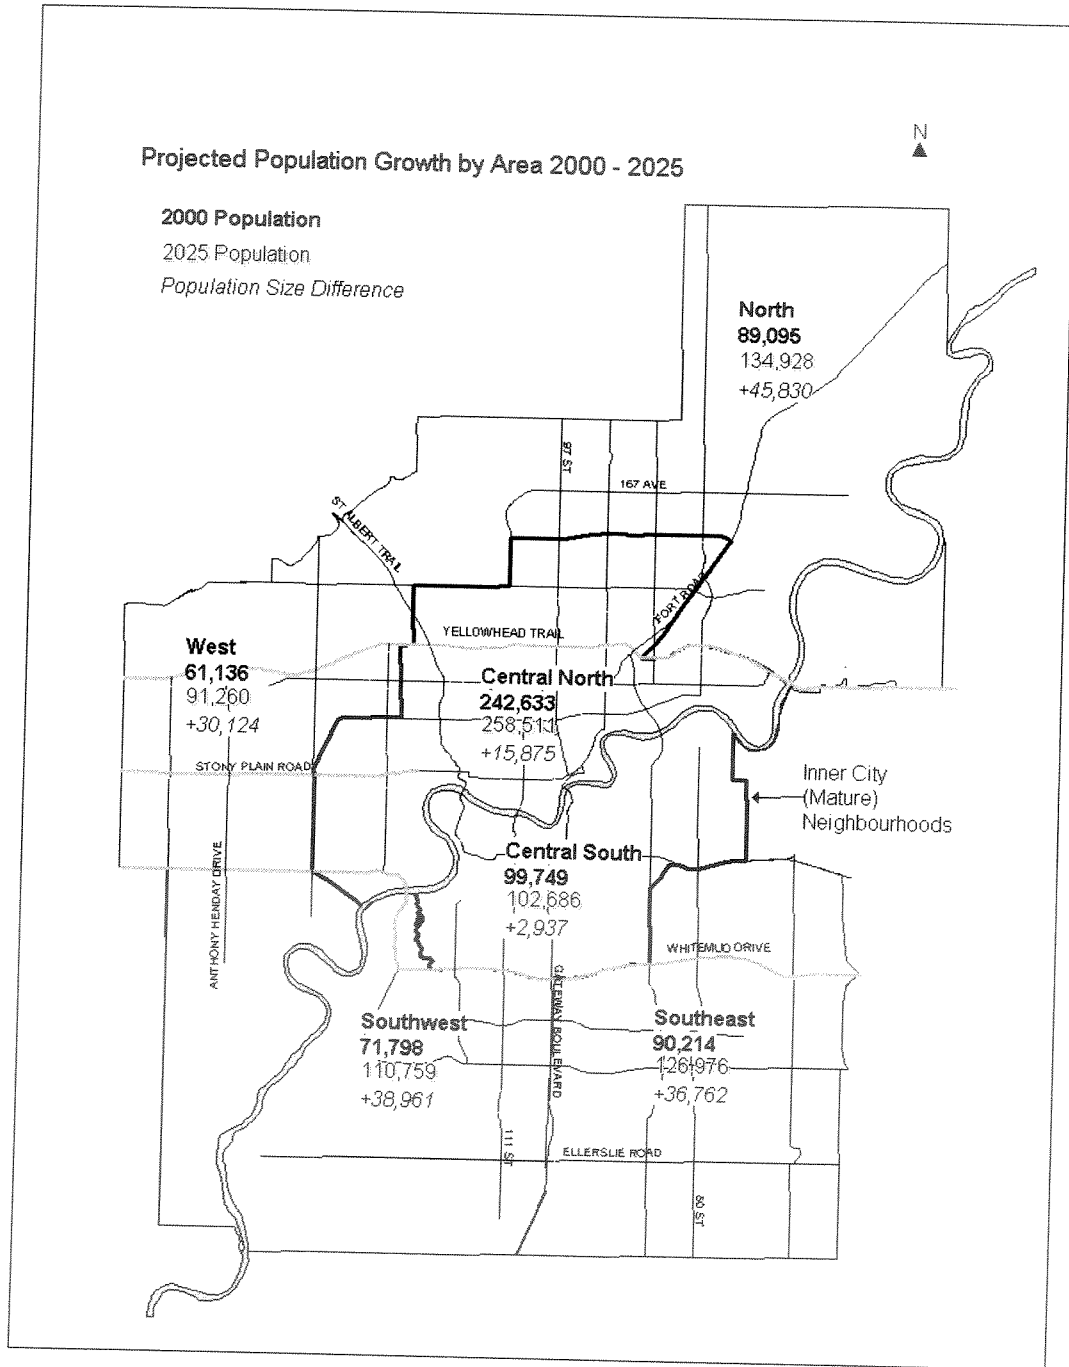 N
Projected Population Growth by Area 2000 - 2025
2000 Population
2025 Population
Population Size Difference
North
89,095
134,928
+45,830
97 ST
167 AVE
ST ALBERT TRAIL
FORT ROAD
YELLOWHEAD TRAIL
West
61,136
91,260
+30,124
Central North
242,633
258,511
+15,875
STONY PLAIN ROAD
Inner City
(Mature)
Neighbourhoods
Central South
99,749
102,686
+2,937
ANTHONY HENDAY DRIVE
WHITEMUD DRIVE
GATEWAY BOULEVARD
Southwest
71,798
110,759
+38,961
Southeast
90,214
126,976
+36,762
111 ST
ELLERSLIE ROAD
50 ST